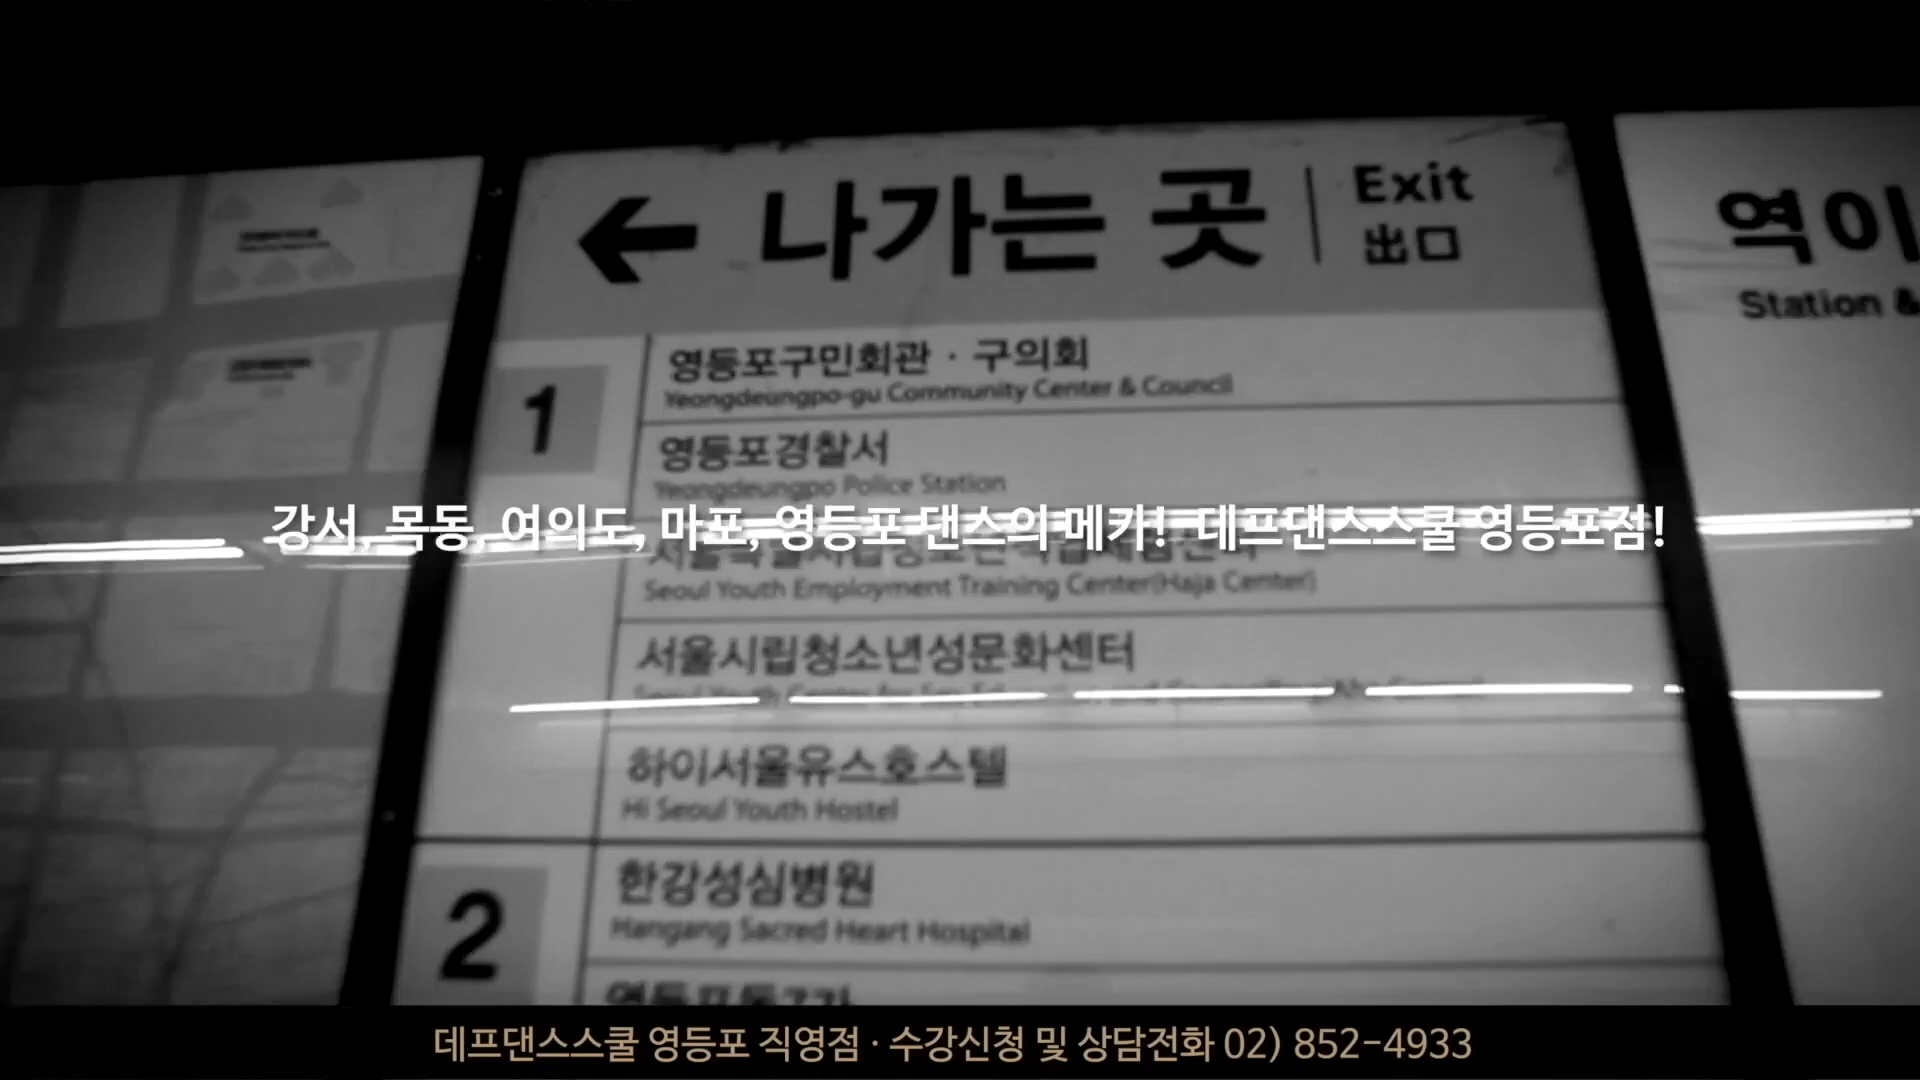 ← 나가는 곳 | Exit
出口
역이
Station &
1
영등포구민회관 · 구의회
Yeongdeungpo-gu Community Center & Council
영등포경찰서
Yeongdeungpo Police Station
강서, 목동, 여의도, 마포, 영등포 댄스의 메카! 데프댄스스쿨 영등포점!
Seoul Youth Employment Training Center(Haja Center)
서울시립청소년성문화센터
하이서울유스호스텔
Hi Seoul Youth Hostel
2
한강성심병원
Hangang Sacred Heart Hospital
데프댄스스쿨 영등포 직영점 · 수강신청 및 상담전화 02) 852-4933